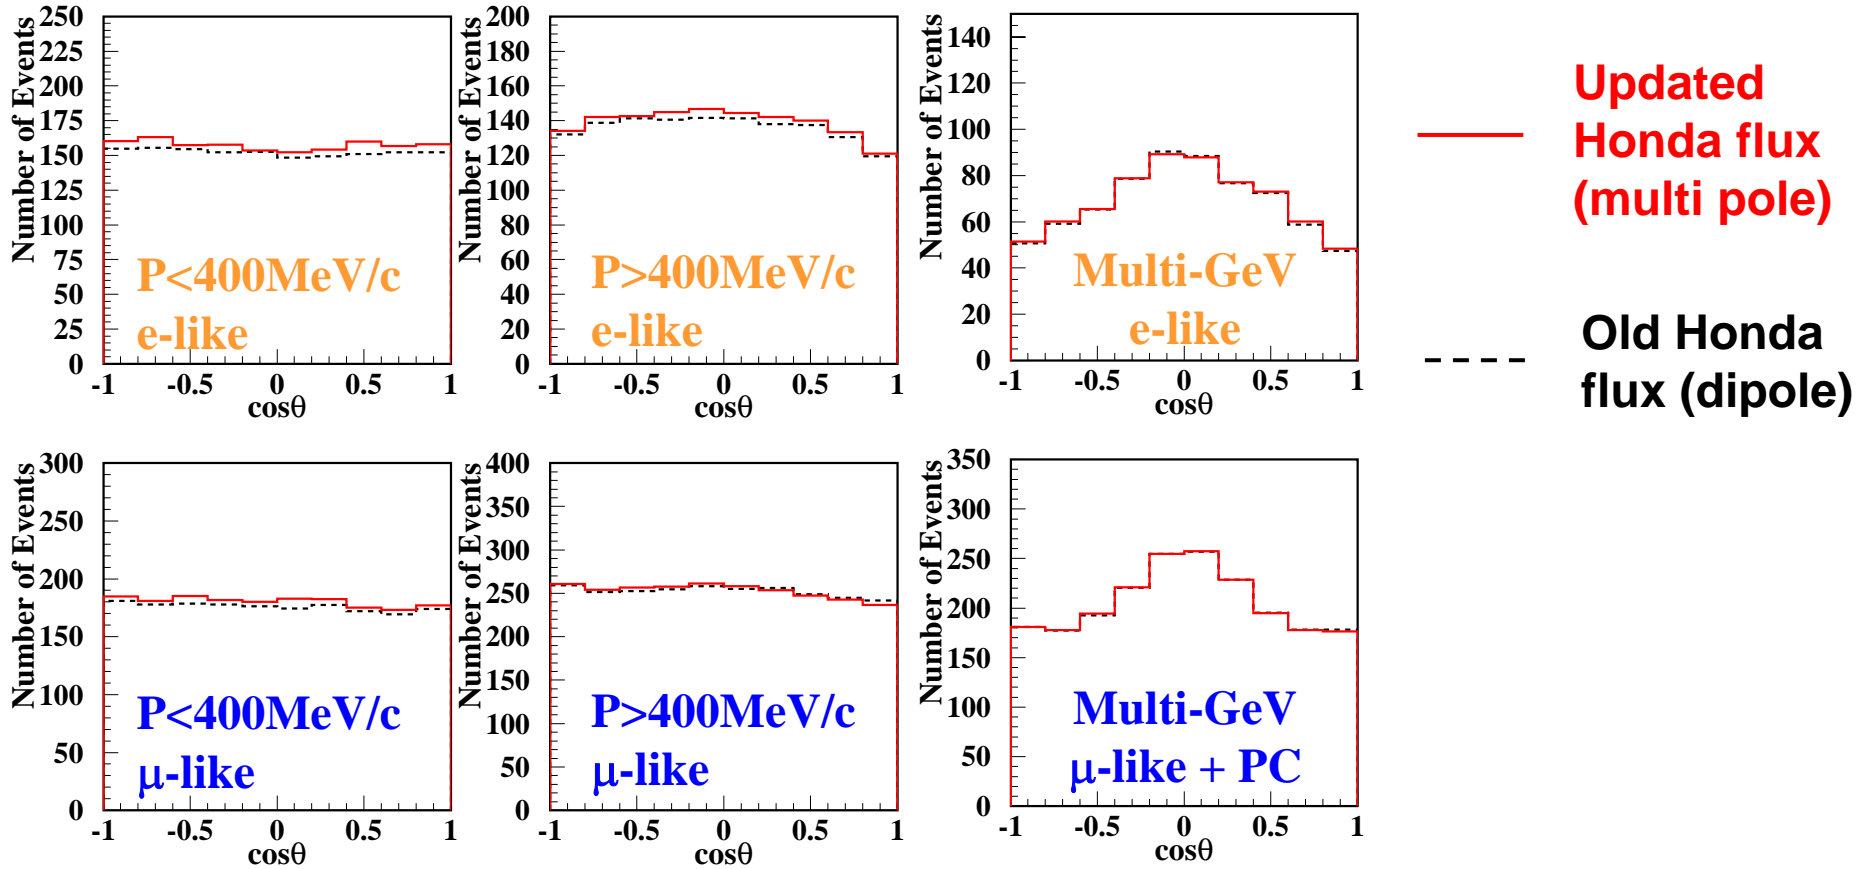 Number of Events
250
225
200
175
150
125
100
75
50
25
0
-1
-0.5
0
0.5
1
cosθ
P<400MeV/c
e-like
Number of Events
200
180
160
140
120
100
80
60
40
20
0
-1
-0.5
0
0.5
1
cosθ
P>400MeV/c
e-like
Number of Events
140
120
100
80
60
40
20
0
-1
-0.5
0
0.5
1
cosθ
Multi-GeV
e-like
Updated
Honda flux
(multi pole)
Old Honda
flux (dipole)
Number of Events
300
250
200
150
100
50
0
-1
-0.5
0
0.5
1
cosθ
P<400MeV/c
μ-like
Number of Events
400
350
300
250
200
150
100
50
0
-1
-0.5
0
0.5
1
cosθ
P>400MeV/c
μ-like
Number of Events
350
300
250
200
150
100
50
0
-1
-0.5
0
0.5
1
cosθ
Multi-GeV
μ-like + PC